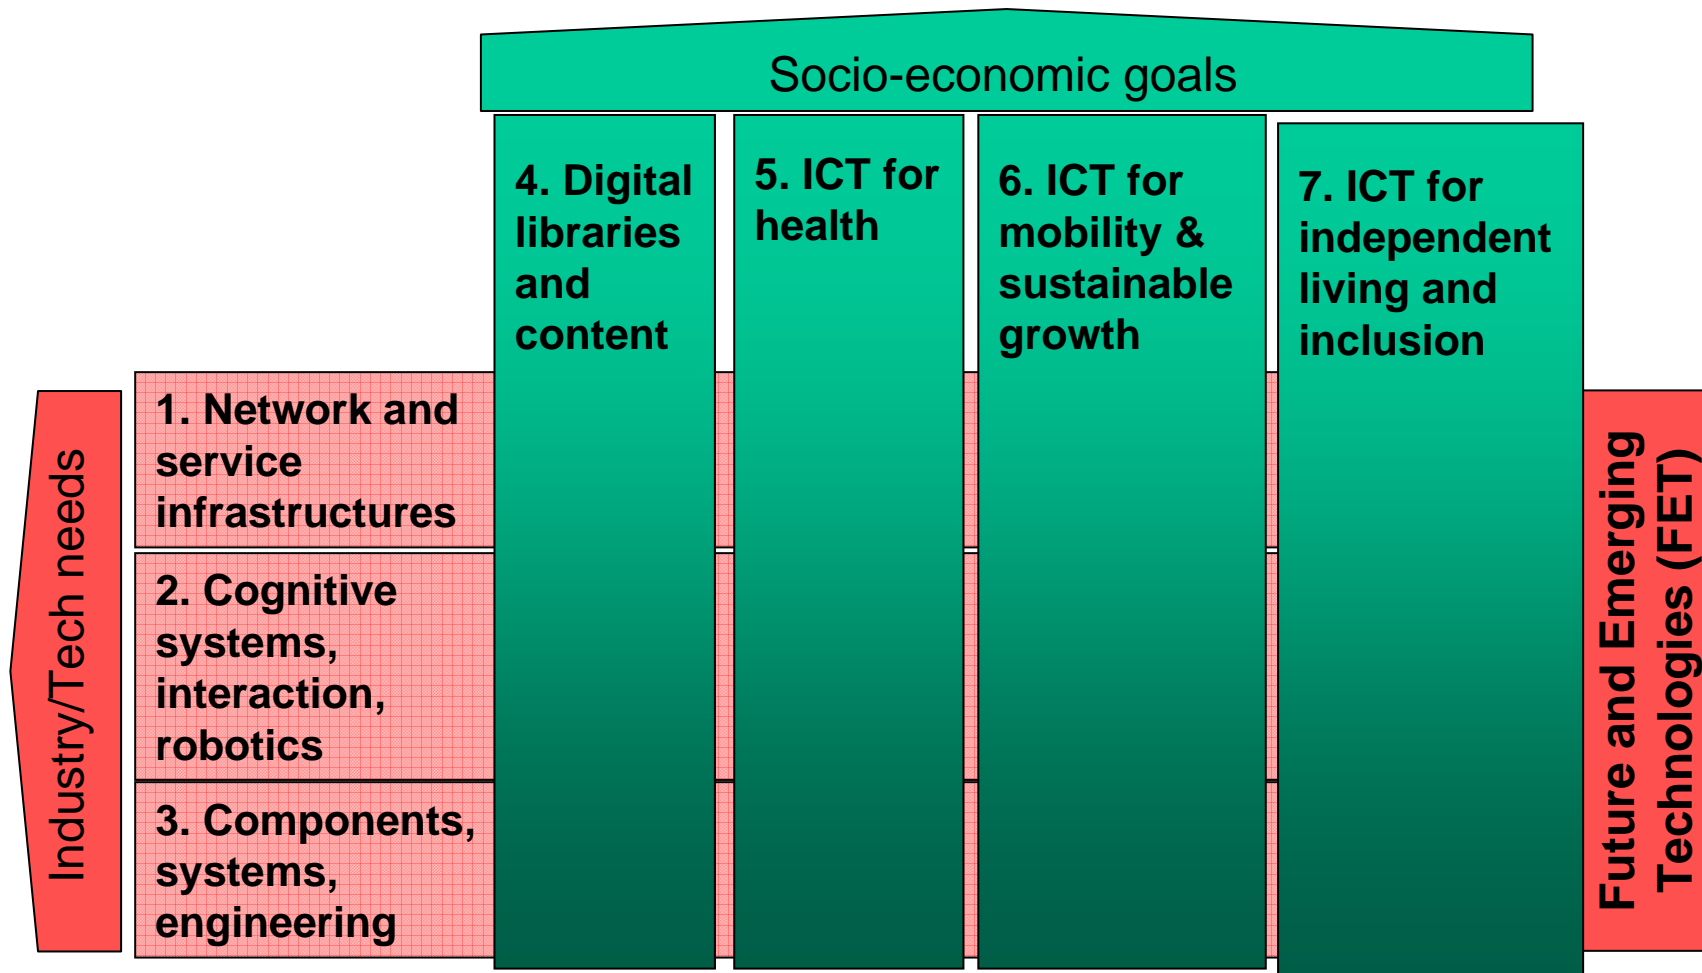 Socio-economic goals
4. Digital
libraries
and
content
5. ICT for
health
6. ICT for
mobility &
sustainable
growth
7. ICT for
independent
living and
inclusion
Industry/Tech needs
1. Network and
service
infrastructures
2. Cognitive
systems,
interaction,
robotics
3. Components,
systems,
engineering
Future and Emerging
Technologies (FET)